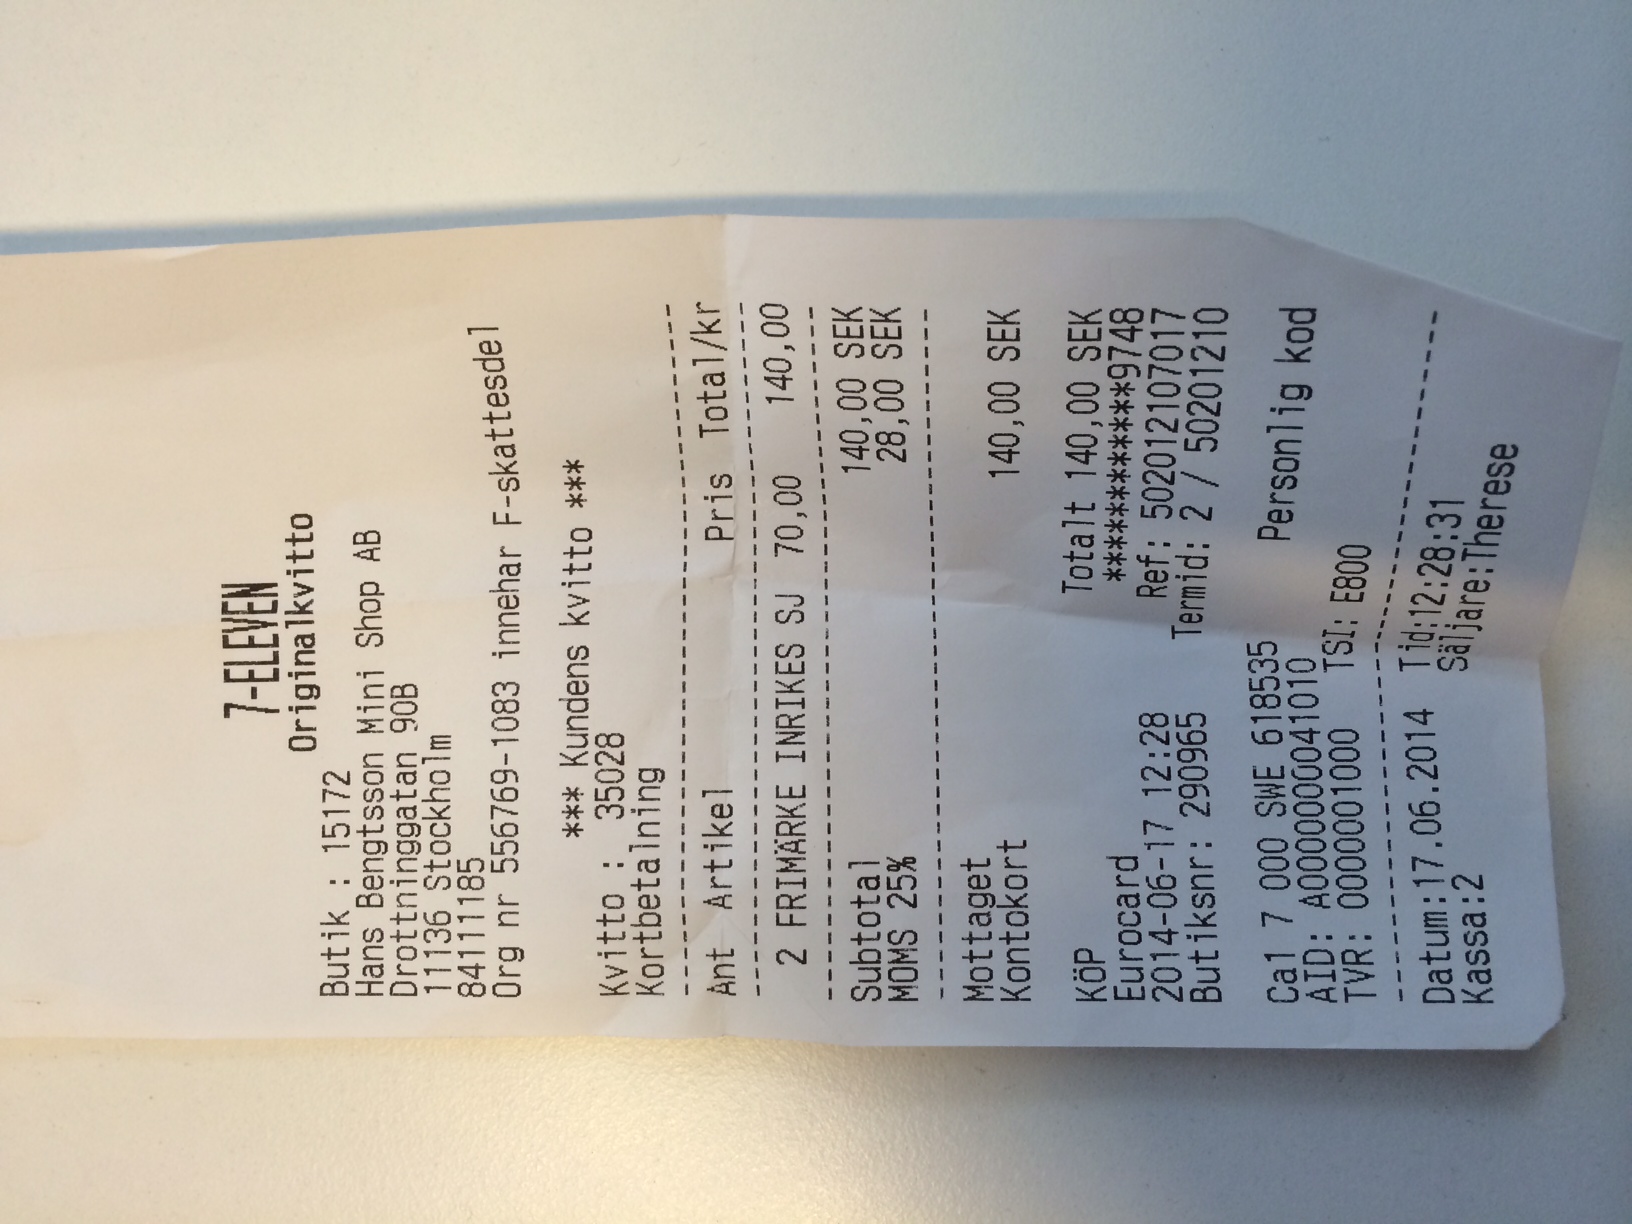 7-ELEVEN
Originalkvitto
Butik : 15172
Hans Bengtsson Mini Shop AB
Drottninggatan 90B
11136 Stockholm
84111185
Org nr 556769-1083 innehar F-skattesdel
*** Kundens kvitto ***
Kvitto : 35028
Kortbetalning
--------------------------------------
Ant Artikel Pris Total/kr
--------------------------------------
2 FRIMÄRKE INRIKES SJ 70,00 140,00
--------------------------------------
Subtotal 140,00 SEK
MOMS 25% 28,00 SEK
--------------------------------------
Mottaget
Kontokort 140,00 SEK
KÖP Totalt 140,00 SEK
Eurocard ************9748
2014-06-17 12:28 Ref: 502012107017
Butiksnr: 290965 Termid: 2 / 50201210
Ca1 7 000 SWE 618535 Personlig kod
AID: A0000000041010
TVR: 0000001000 TSI: E800
--------------------------------------
Datum:17.06.2014 Tid:12:28:31
Kassa:2 Säljare:Therese